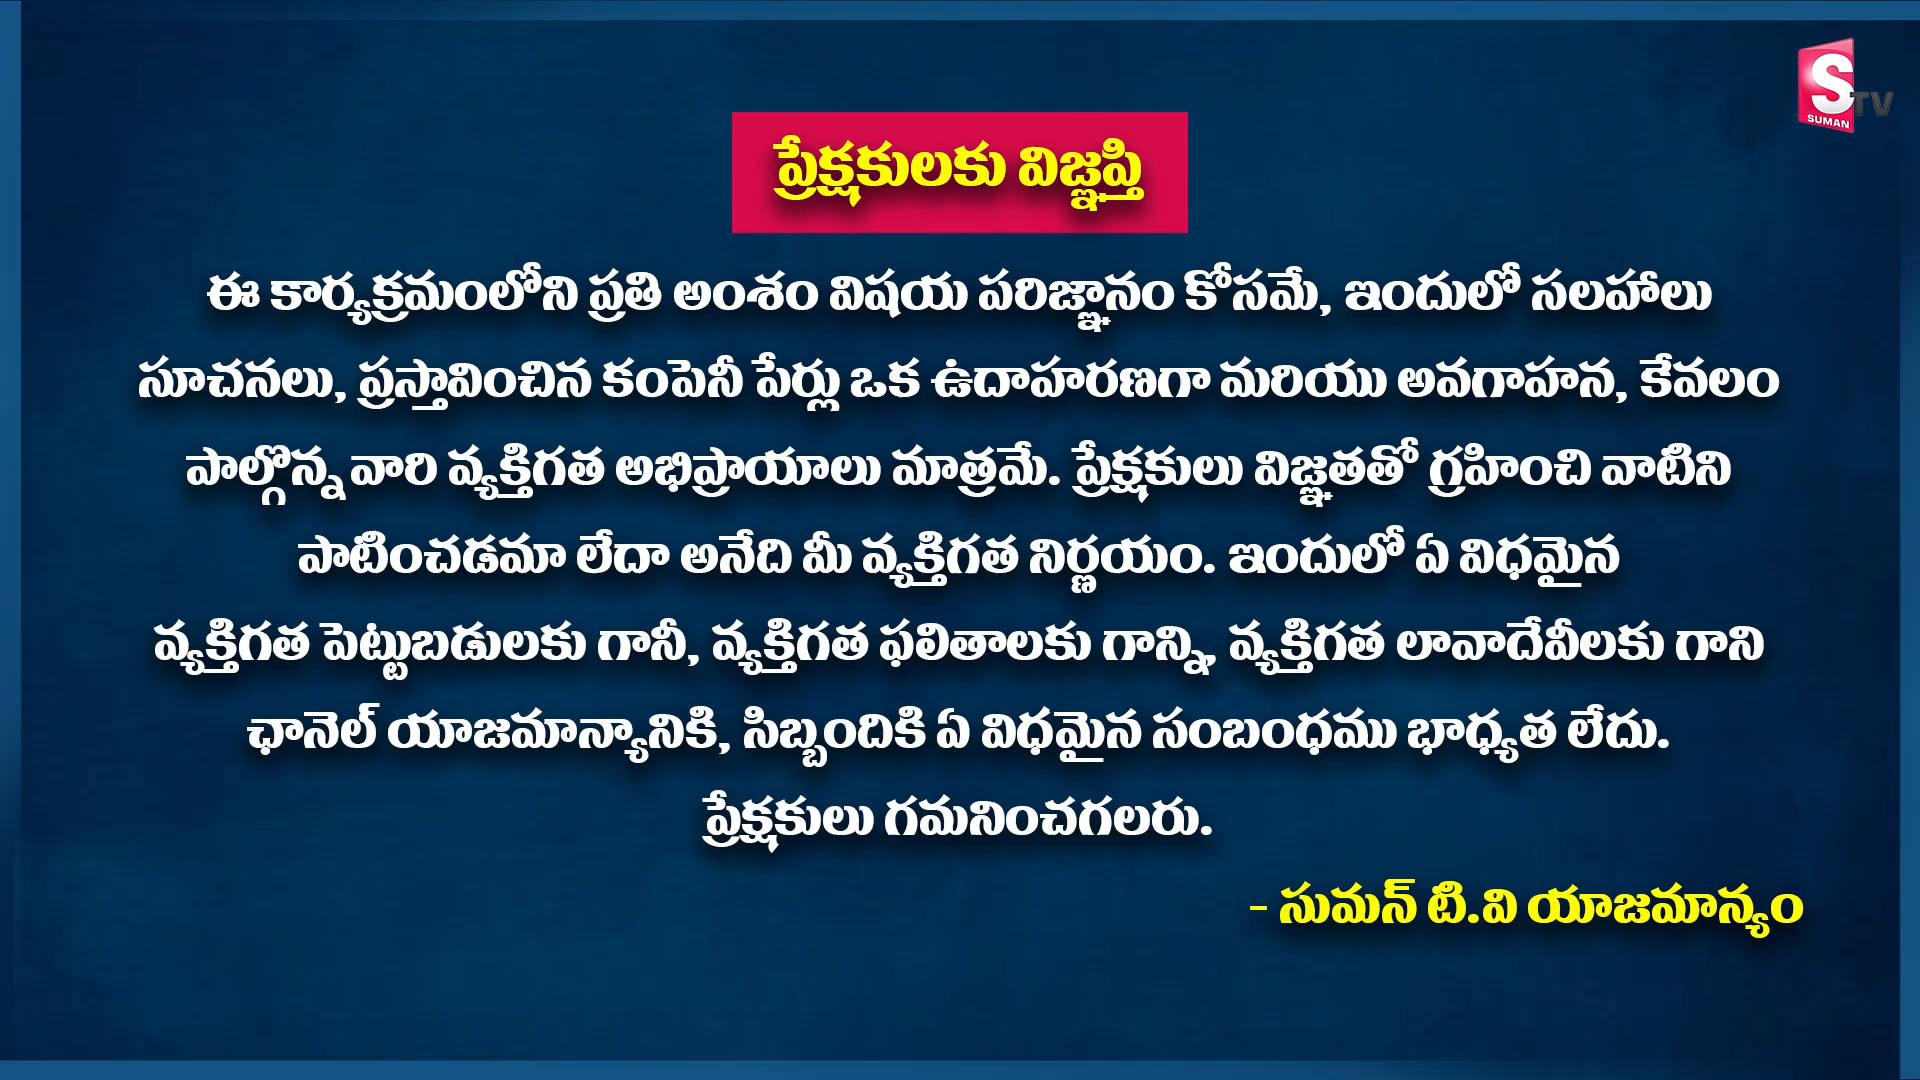 S
TV
SUMAN
ప్రేక్షకులకు విజ్ఞప్తి
ఈ కార్యక్రమంలోని ప్రతి అంశం విషయ పరిజ్ఞానం కోసమే, ఇందులో సలహాలు
సూచనలు, ప్రస్తావించిన కంపెనీ పేర్లు ఒక ఉదాహరణగా మరియు అవగాహన, కేవలం
పాల్గొన్న వారి వ్యక్తిగత అభిప్రాయాలు మాత్రమే. ప్రేక్షకులు విజ్ఞతతో గ్రహించి వాటిని
పాటించడమా లేదా అనేది మీ వ్యక్తిగత నిర్ణయం. ఇందులో ఏ విధమైన
వ్యక్తిగత పెట్టుబడులకు గానీ, వ్యక్తిగత ఫలితాలకు గాన్ని, వ్యక్తిగత లావాదేవీలకు గాని
ఛానెల్ యాజమాన్యానికి, సిబ్బందికి ఏ విధమైన సంబంధము భాధ్యత లేదు.
ప్రేక్షకులు గమనించగలరు.
- సుమన్ టి.వి యాజమాన్యం